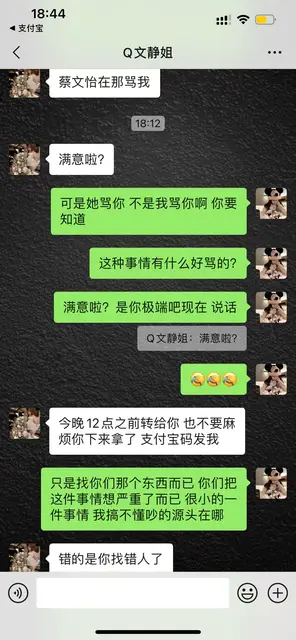 18:44
支付宝
Q文静姐
蔡文怡在那骂我
18:12
满意啦?
可是她骂你 不是我骂你啊 你要
知道
这种事情有什么好骂的?
满意啦? 是你极端吧现在 说话
Q文静姐: 满意啦?
😂😂😂
今晚12点之前转给你 也不要麻
烦你下来拿了 支付宝码发我
只是找你们那个东西而已 你们把
这件事情想严重了而已 很小的一
件事情 我搞不懂吵的源头在哪
错的是你找错人了